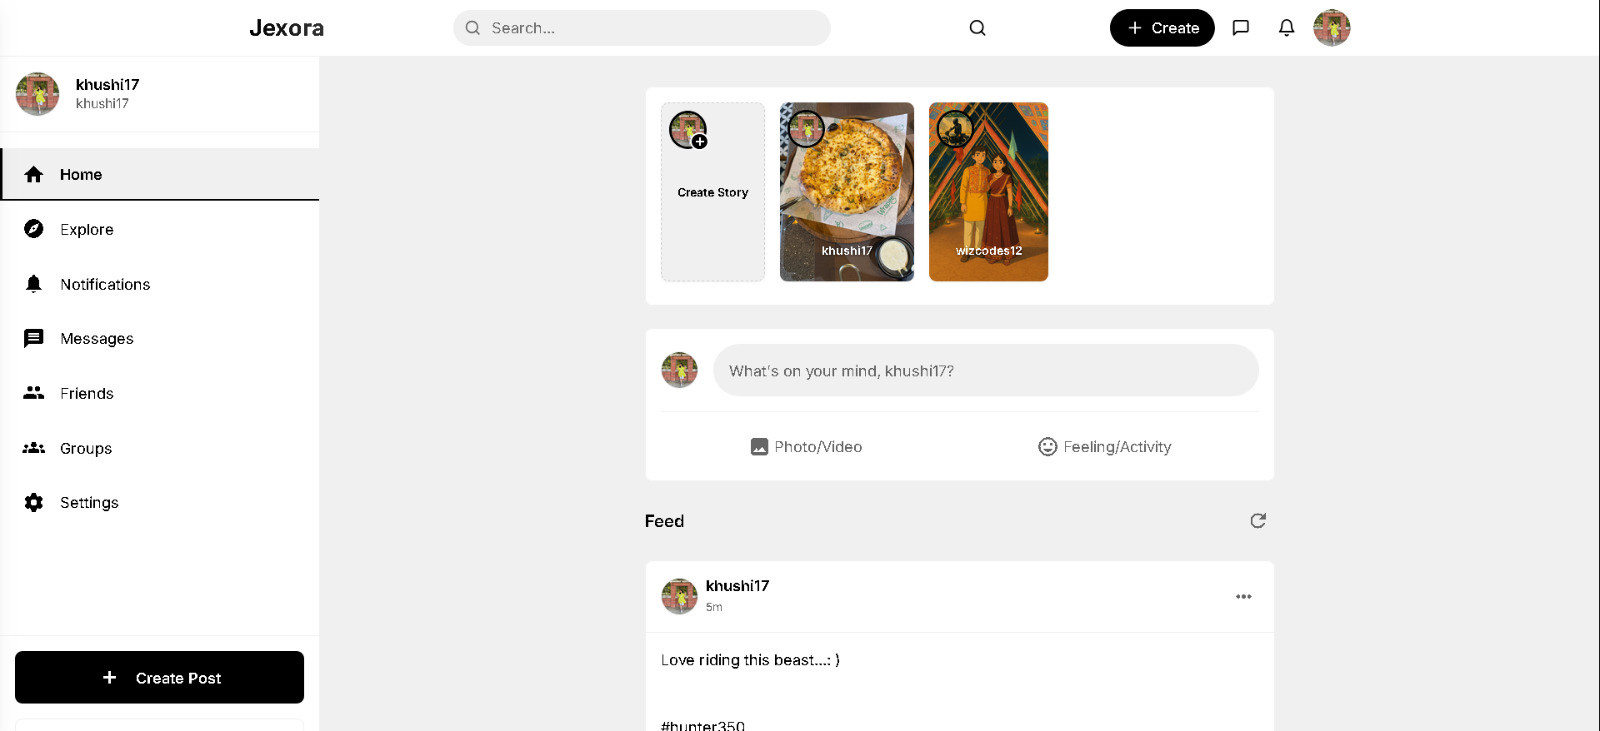 Jexora
Search...
Create
khushi17
khushi17
Home
Explore
Notifications
Messages
Friends
Groups
Settings
Create Post
Create Story
khushi17
wizcodes12
What's on your mind, khushi17?
Photo/Video
Feeling/Activity
Feed
khushi17
5m
Love riding this beast...: )
#hunter350